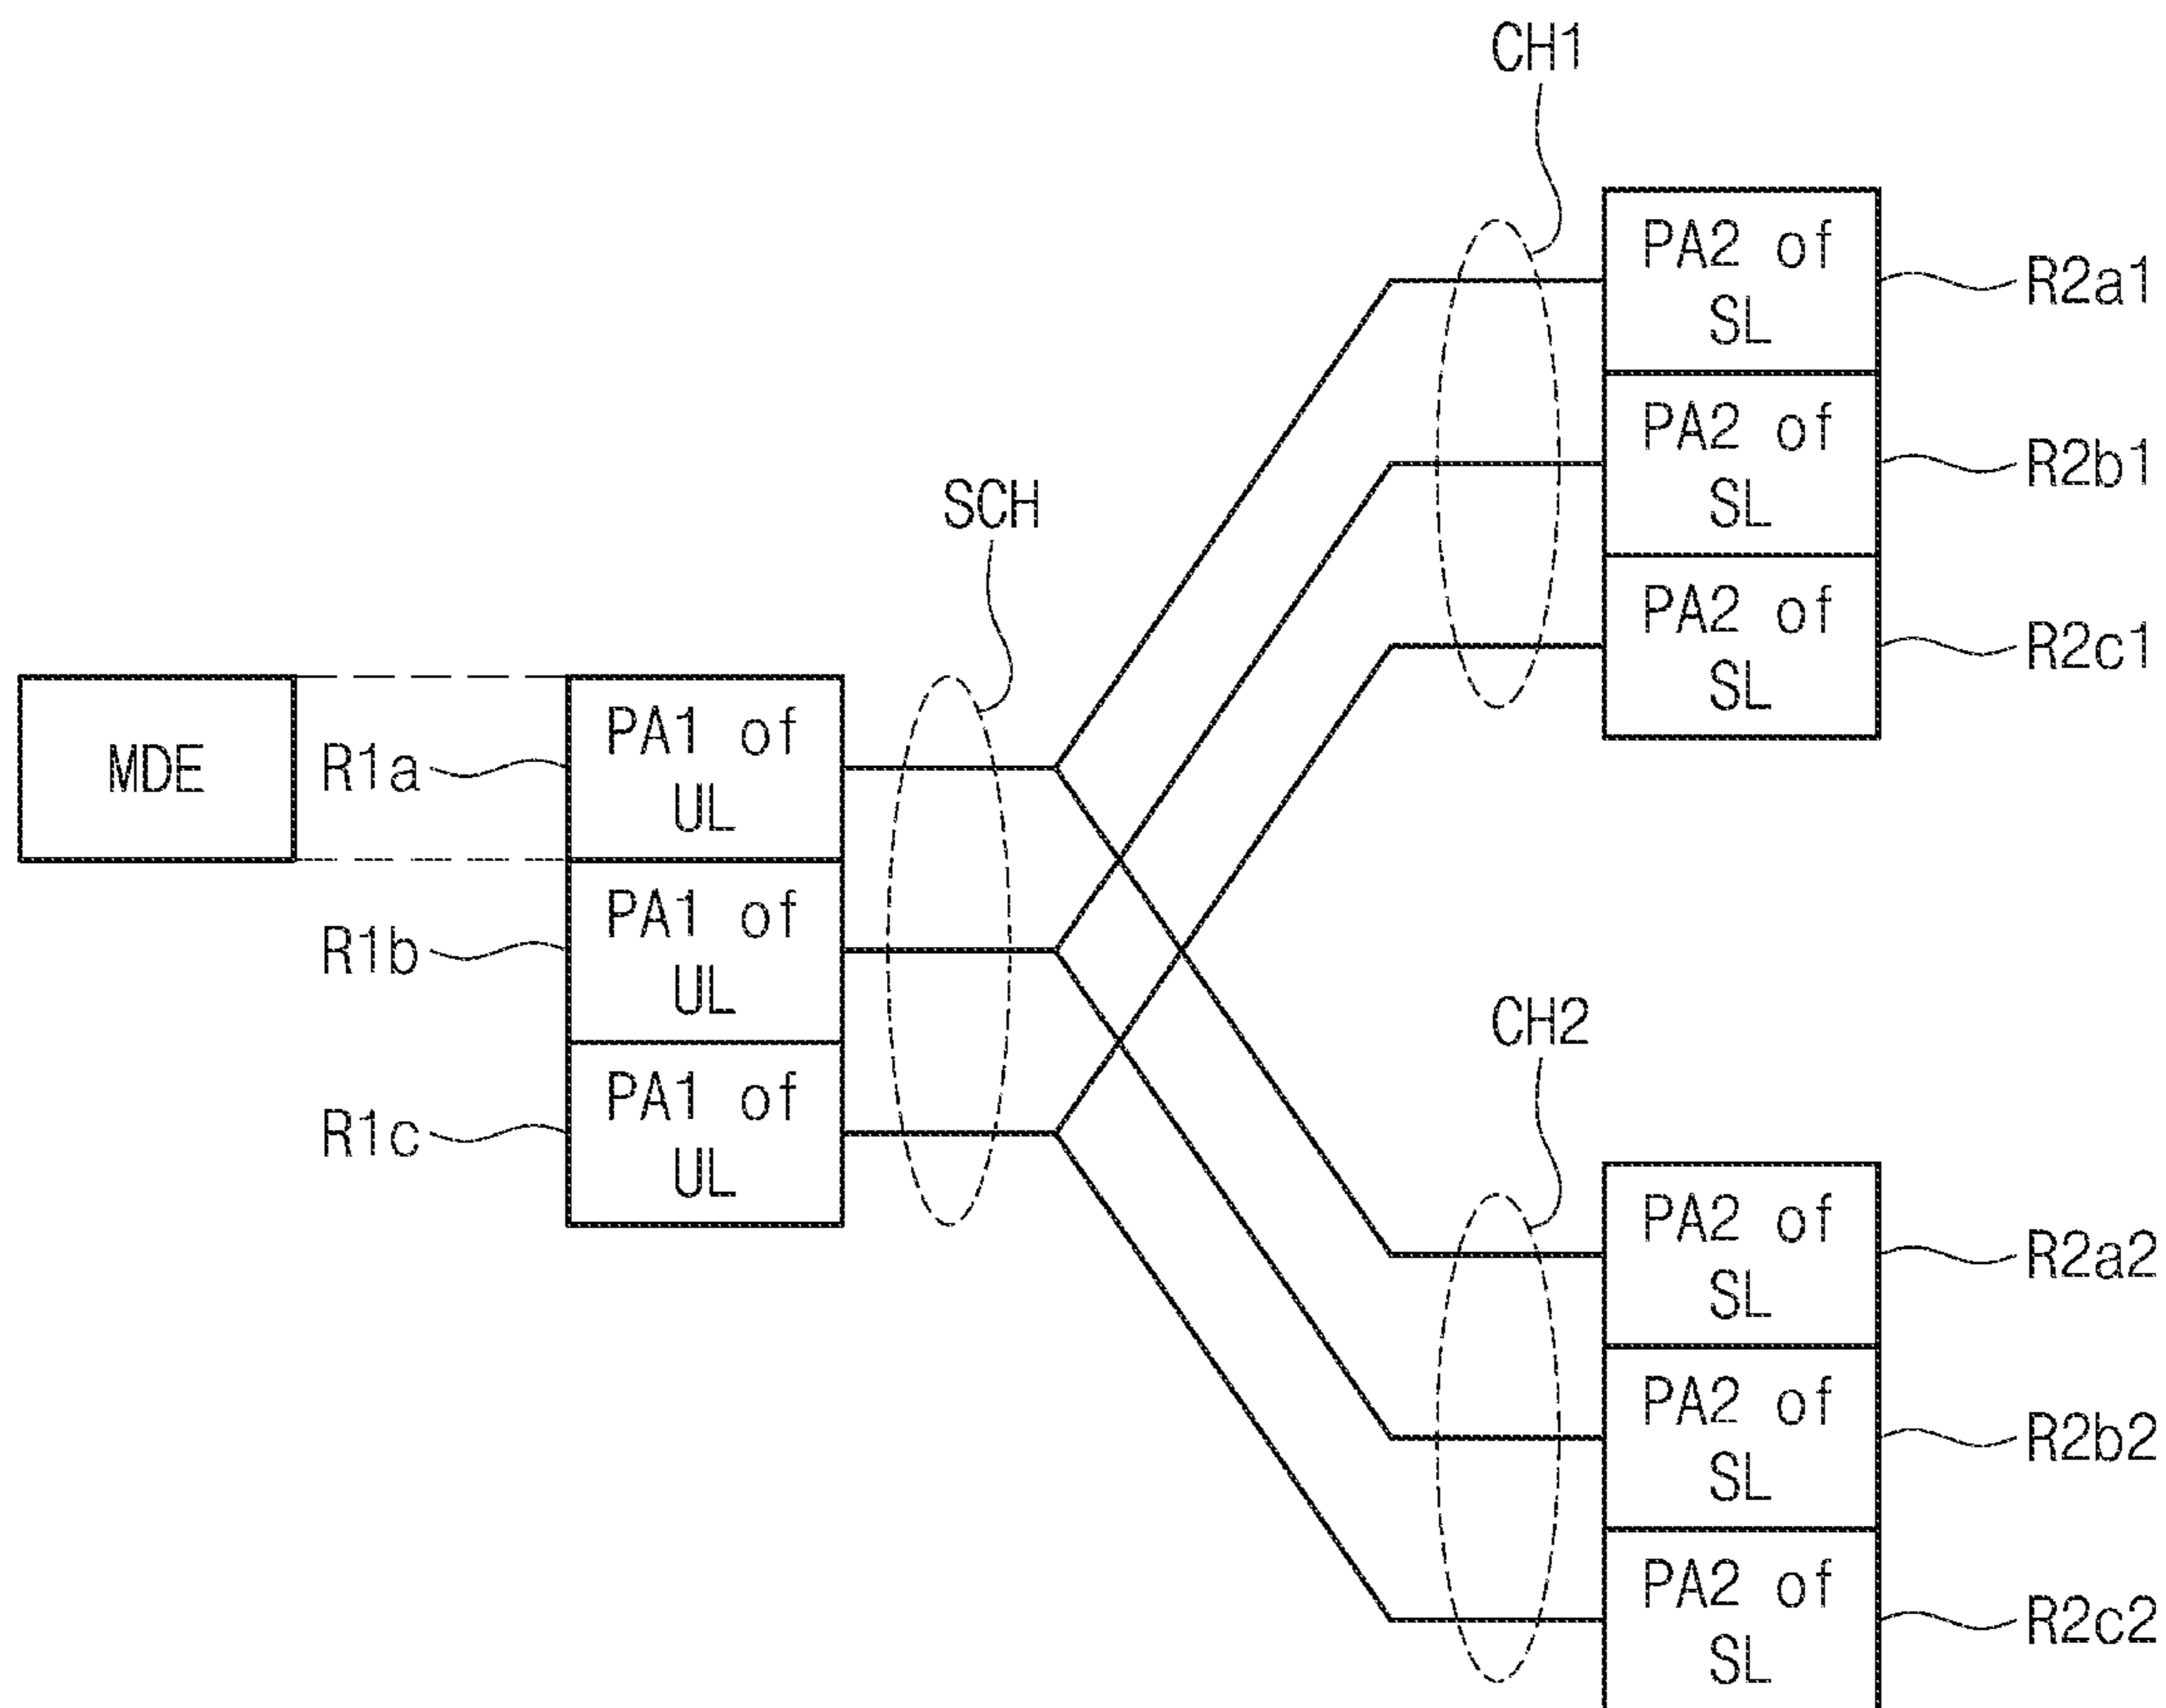 CH1
PA2 of
SL
R2a1
PA2 of
SL
R2b1
SCH
PA2 of
SL
R2c1
MDE
R1a
PA1 of
UL
R1b
PA1 of
UL
CH2
R1c
PA1 of
UL
PA2 of
SL
R2a2
PA2 of
SL
R2b2
PA2 of
SL
R2c2